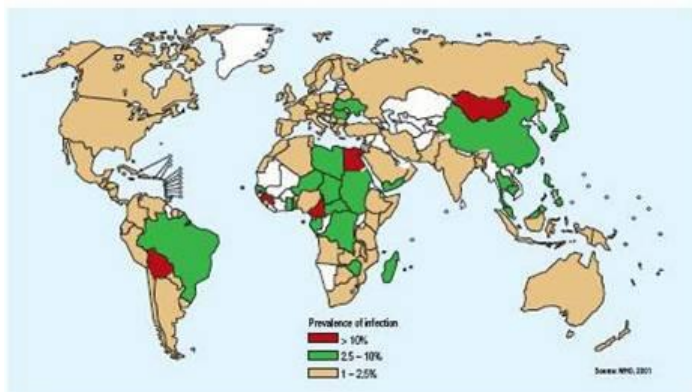 Prevalence of infection
> 10%
2.5 – 10%
1 – 2.5%
Source: WHO, 2001